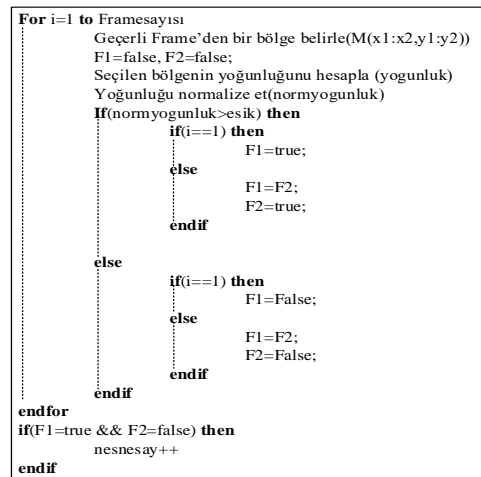 For i=1 to Framesayısı
Geçerli Frame'den bir bölge belirle(M(x1:x2,y1:y2))
F1=false, F2=false;
Seçilen bölgenin yoğunluğunu hesapla (yogunluk)
Yoğunluğu normalize et(normyogunluk)
If(normyogunluk>esik) then
if(i==1) then
F1=true;
else
F1=F2;
F2=true;
endif
else
if(i==1) then
F1=False;
else
F1=F2;
F2=False;
endif
endif
endfor
if(F1=true && F2=false) then
nesnesay++
endif